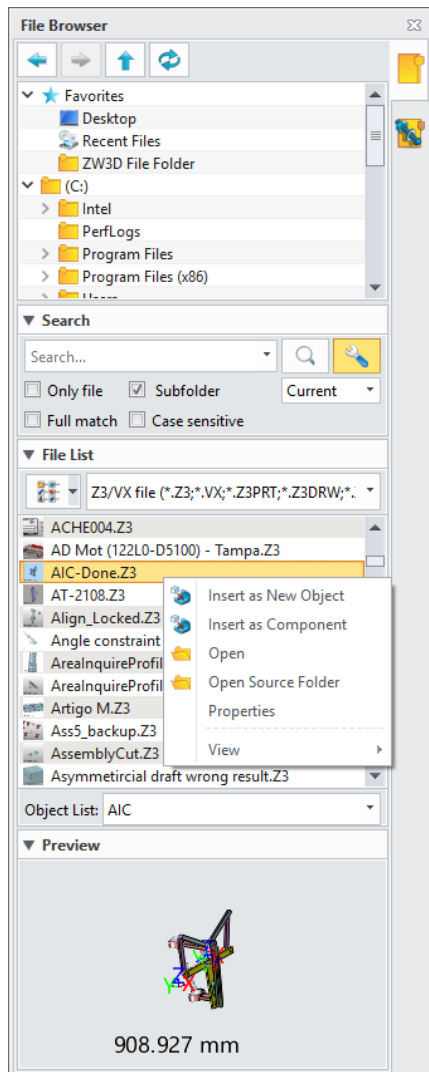 File Browser
Favorites
Desktop
Recent Files
ZW3D File Folder
(C:)
Intel
PerfLogs
Program Files
Program Files (x86)
Users
Search
Search...
Only file Subfolder Current
Full match Case sensitive
File List
Z3/VX file (*.Z3;*.VX;*.Z3PRT;*.Z3DRW;*.
ACHE004.Z3
AD Mot (122L0-D5100) - Tampa.Z3
AIC-Done.Z3
AT-2108.Z3
Insert as New Object
Align_Locked.Z3
Insert as Component
Angle constraint
Open
AreaInquireProfil
AreaInquireProfil
Open Source Folder
Artigo M.Z3
Properties
Ass5_backup.Z3
AssemblyCut.Z3
View
Asymmetircial draft wrong result.Z3
Object List: AIC
Preview
Y
X
908.927 mm